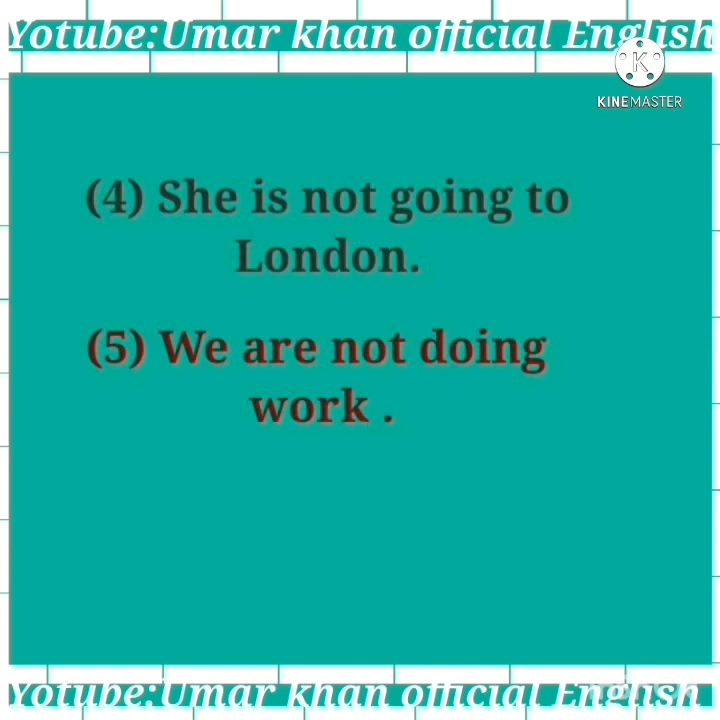 Yotube:Umar khan official English
KINEMASTER
(4) She is not going to
London.
(5) We are not doing
work .
Yotube:Umar khan official English